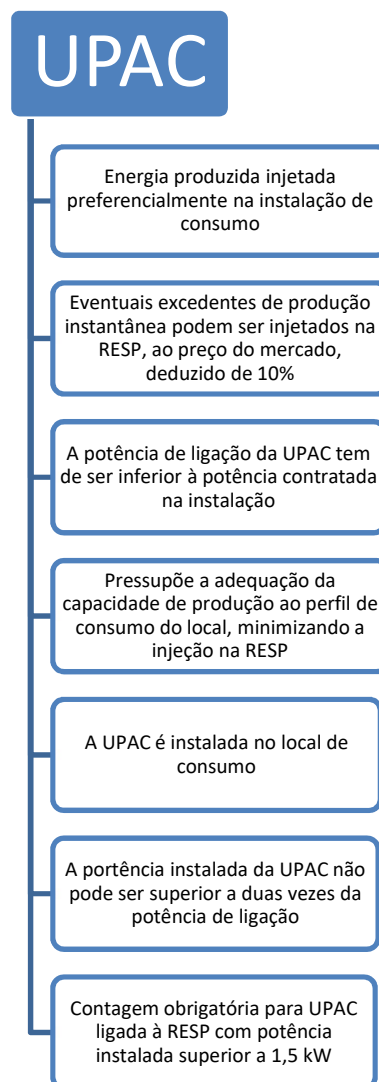 UPAC
Energia produzida injetada
preferencialmente na instalação de
consumo
Eventuais excedentes de produção
instantânea podem ser injetados na
RESP, ao preço do mercado,
deduzido de 10%
A potência de ligação da UPAC tem
de ser inferior à potência contratada
na instalação
Pressupõe a adequação da
capacidade de produção ao perfil de
consumo do local, minimizando a
injeção na RESP
A UPAC é instalada no local de
consumo
A portência instalada da UPAC não
pode ser superior a duas vezes da
potência de ligação
Contagem obrigatória para UPAC
ligada à RESP com potência
instalada superior a 1,5 kW